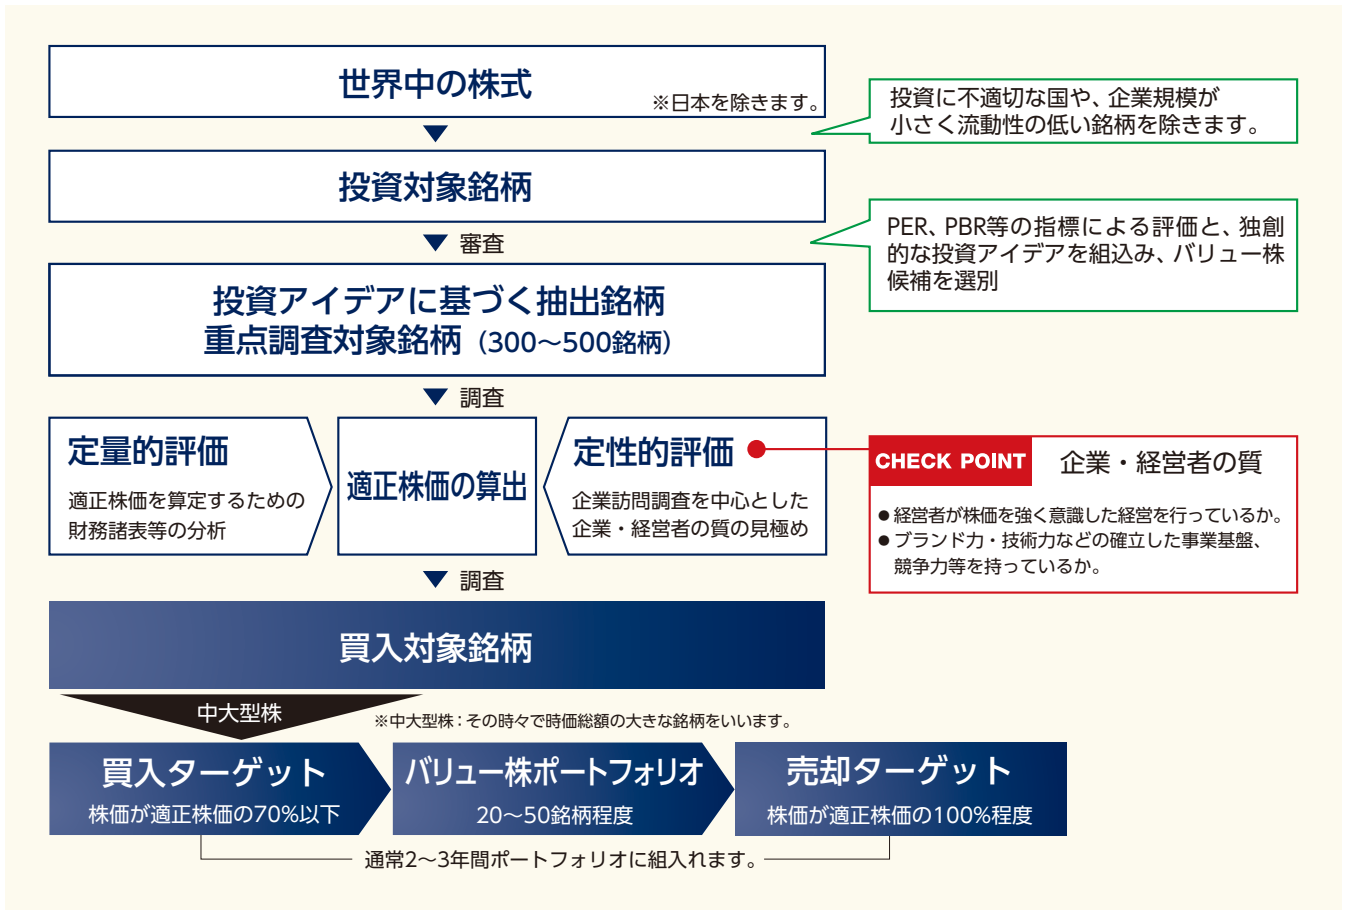 世界中の株式
※日本を除きます。
投資に不適切な国や、企業規模が
小さく流動性の低い銘柄を除きます。
投資対象銘柄
審査
PER、PBR等の指標による評価と、独創
的な投資アイデアを組込み、バリュー株
候補を選別
投資アイデアに基づく抽出銘柄
重点調査対象銘柄（300〜500銘柄）
調査
定量的評価
適正株価を算定するための
財務諸表等の分析
適正株価の算出
定性的評価
企業訪問調査を中心とした
企業・経営者の質の見極め
CHECK POINT 企業・経営者の質
●経営者が株価を強く意識した経営を行っているか。
●ブランド力・技術力などの確立した事業基盤、
競争力等を持っているか。
調査
買入対象銘柄
中大型株
※中大型株：その時々で時価総額の大きな銘柄をいいます。
買入ターゲット
株価が適正株価の70%以下
バリュー株ポートフォリオ
20〜50銘柄程度
売却ターゲット
株価が適正株価の100%程度
通常2〜3年間ポートフォリオに組入れます。